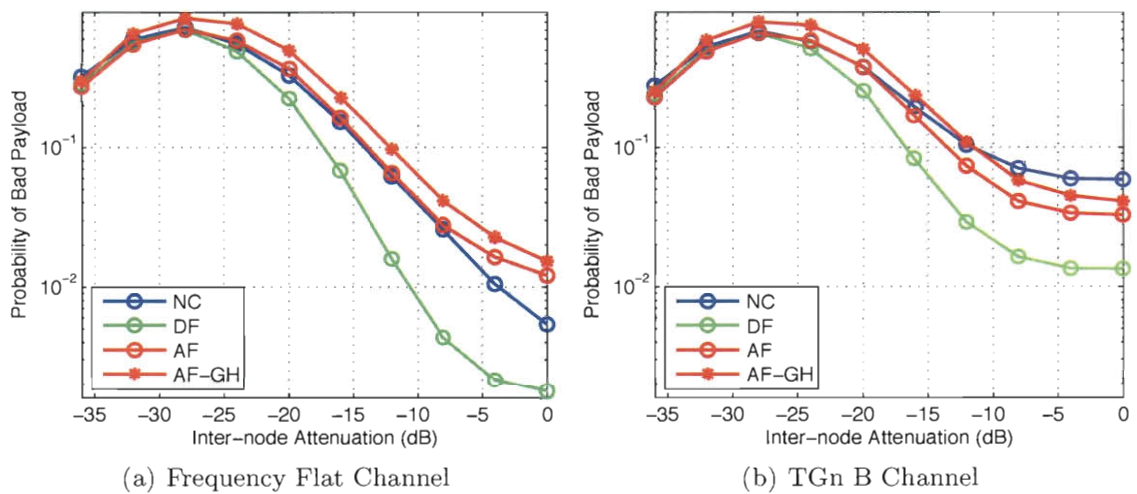 Probability of Bad Payload
10⁻¹
10⁻²
NC
DF
AF
AF−GH
−35 −30 −25 −20 −15 −10 −5 0
Inter−node Attenuation (dB)
(a) Frequency Flat Channel
Probability of Bad Payload
10⁻¹
10⁻²
NC
DF
AF
AF−GH
−35 −30 −25 −20 −15 −10 −5 0
Inter−node Attenuation (dB)
(b) TGn B Channel